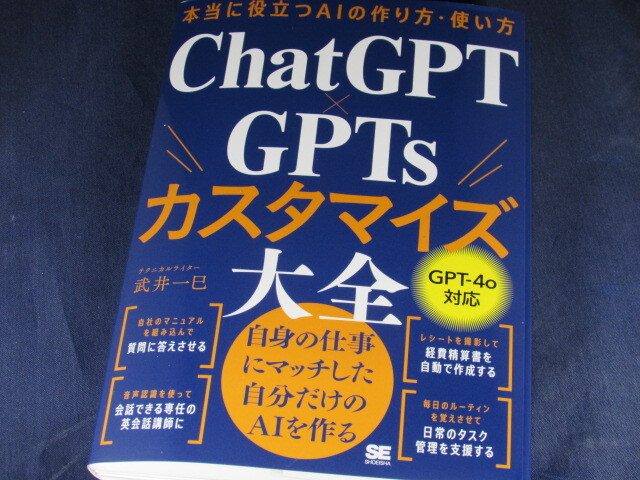 本当に役立つAIの作り方・使い方
ChatGPT
×
GPTs
カスタマイズ
大全
テクニカルライター
武井一巳
GPT-4o
対応
自社のマニュアル
を組み込んで
質問に答えさせる
音声認識を使って
会話できる専任の
英会話講師に
自身の仕事
にマッチした
自分だけの
AIを作る
レシートを撮影して
経費精算書を
自動で作成する
毎日のルーティン
を覚えさせて
日常のタスク
管理を支援する
SE
SHOEISHA